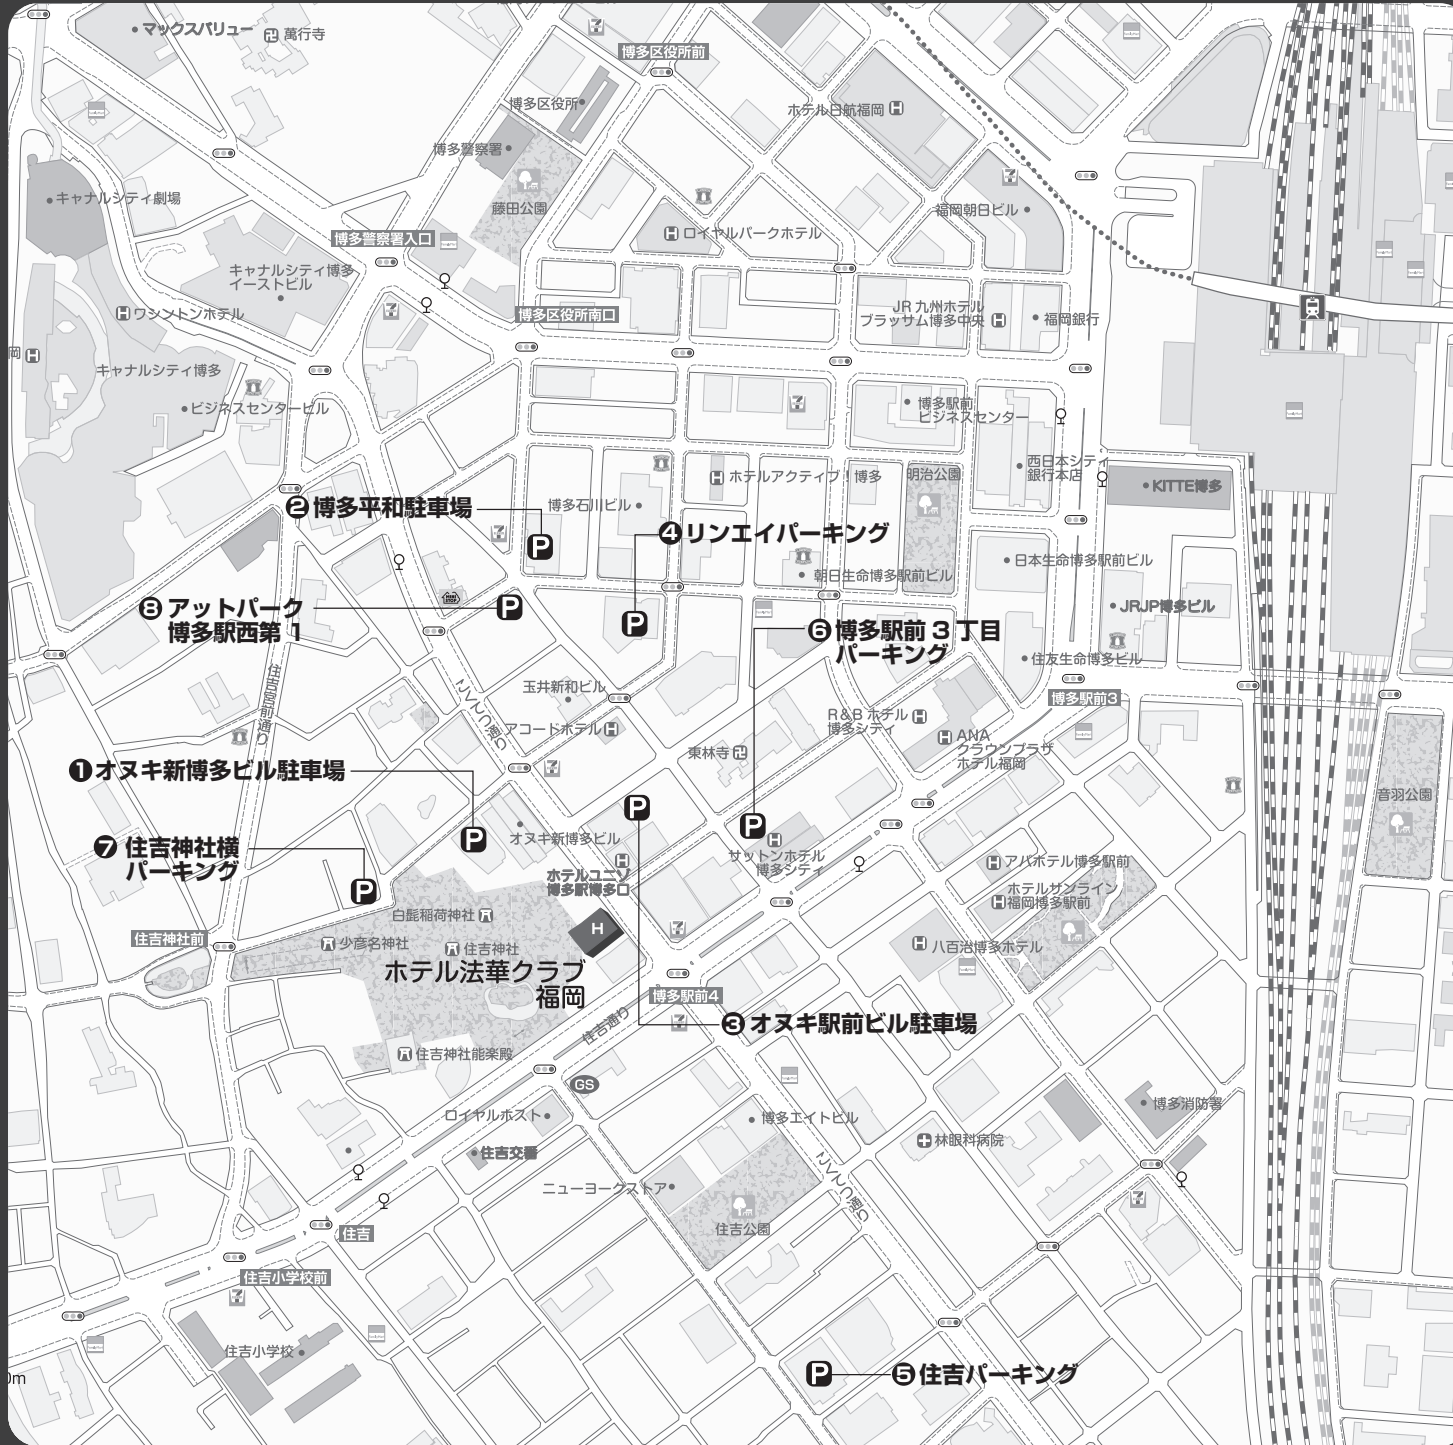 マックスバリュー
萬行寺
博多区役所前
博多区役所
ホテル日航福岡
博多警察署
藤田公園
キャナルシティ劇場
福岡朝日ビル
博多警察署入口
ロイヤルパークホテル
キャナルシティ博多
イーストビル
ワシントンホテル
博多区役所南口
JR 九州ホテル
ブラッサム博多中央
福岡銀行
岡
キャナルシティ博多
ビジネスセンタービル
博多駅前
ビジネスセンター
西日本シティ
銀行本店
ホテルアクティブ!博多
明治公園
KITTE博多
❷博多平和駐車場
博多石川ビル
❹リンエイパーキング
朝日生命博多駅前ビル
日本生命博多駅前ビル
❽アットパーク
博多駅西第1
JRJP博多ビル
❻博多駅前3丁目
パーキング
住友生命博多ビル
住吉宮前通り
玉井新和ビル
博多駅前3
こくてつ通り
アコードホテル
R&Bホテル
博多シティ
東林寺
ANA
クラウンプラザ
ホテル福岡
❶オヌキ新博多ビル駐車場
音羽公園
❼住吉神社横
パーキング
オヌキ新博多ビル
サットンホテル
博多シティ
アパホテル博多駅前
ホテルユニゾ
博多駅博多口
ホテルサンライン
福岡博多駅前
白髭稲荷神社
住吉神社前
少彦名神社
住吉神社
八百治博多ホテル
ホテル法華クラブ
福岡
博多駅前4
❸オヌキ駅前ビル駐車場
住吉通り
住吉神社能楽殿
GS
ロイヤルホスト
博多エイトビル
博多消防署
林眼科病院
住吉交番
こくてつ通り
ニューヨークストア
住吉公園
住吉
住吉小学校前
住吉小学校
❺住吉パーキング
0m